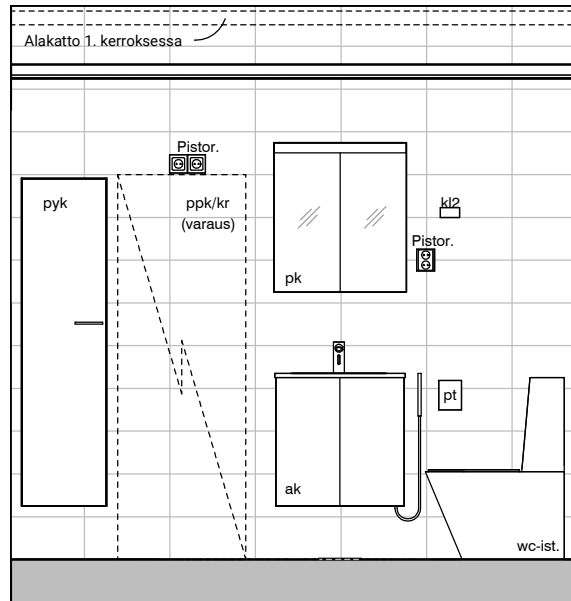 Alakatto 1. kerroksessa
Pistor.
pyk
ppk/kr
(varaus)
kl2
Pistor.
pk
pt
ak
wc-ist.